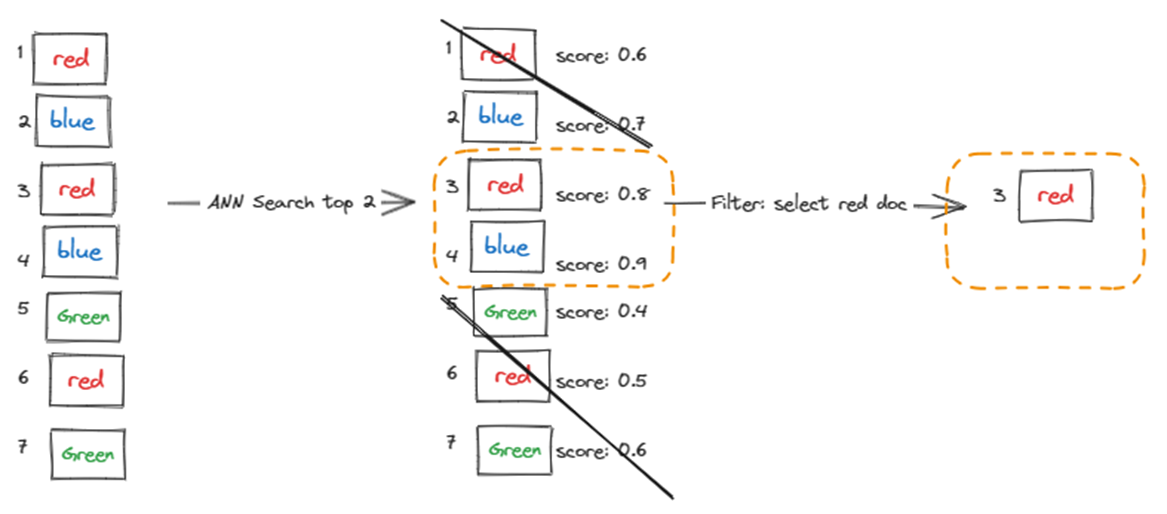 1 red
2 blue
3 red
4 blue
5 Green
6 red
7 Green
ANN Search top 2
1 red score: 0.6
2 blue score: 0.7
3 red score: 0.8
4 blue score: 0.9
5 Green score: 0.4
6 red score: 0.5
7 Green score: 0.6
Filter: select red doc
3 red